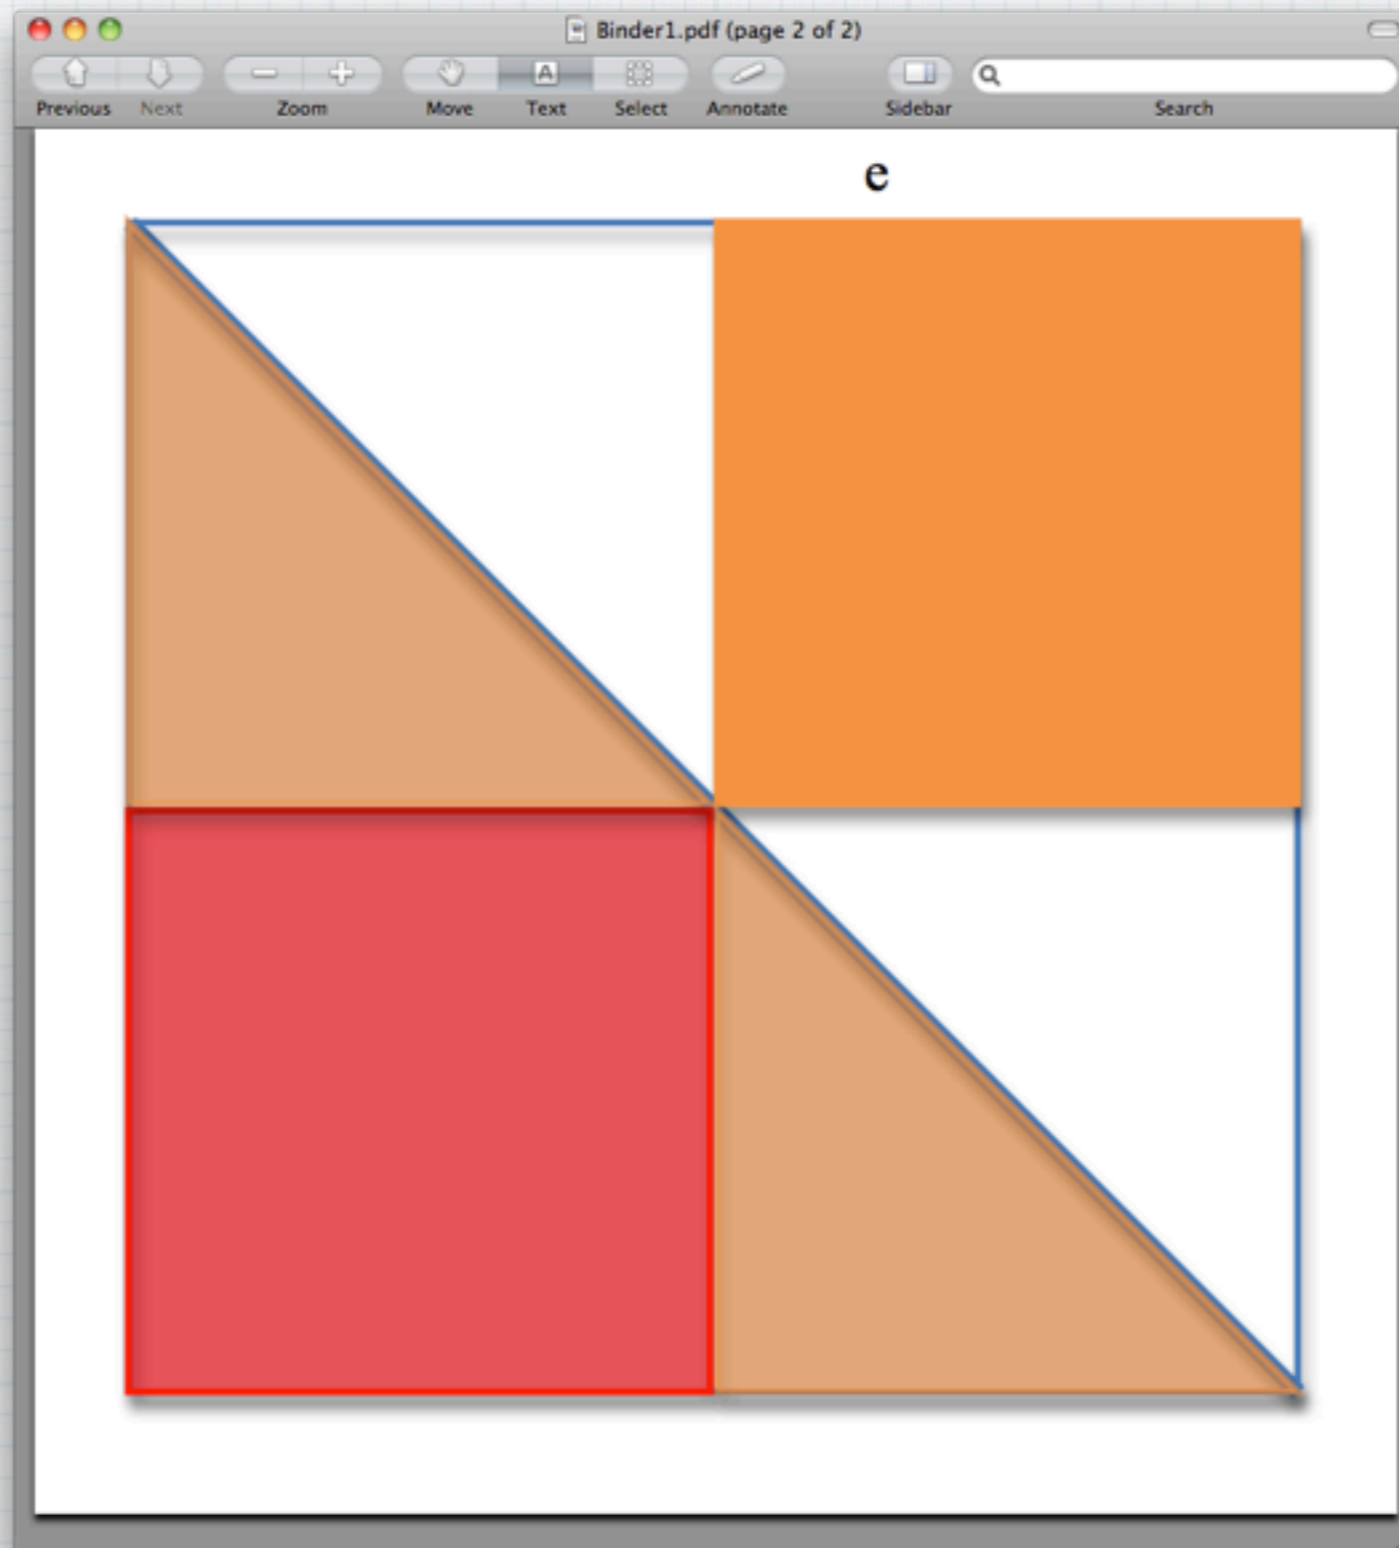 Binder1.pdf (page 2 of 2)
A
Previous Next Zoom Move Text Select Annotate Sidebar Search
e